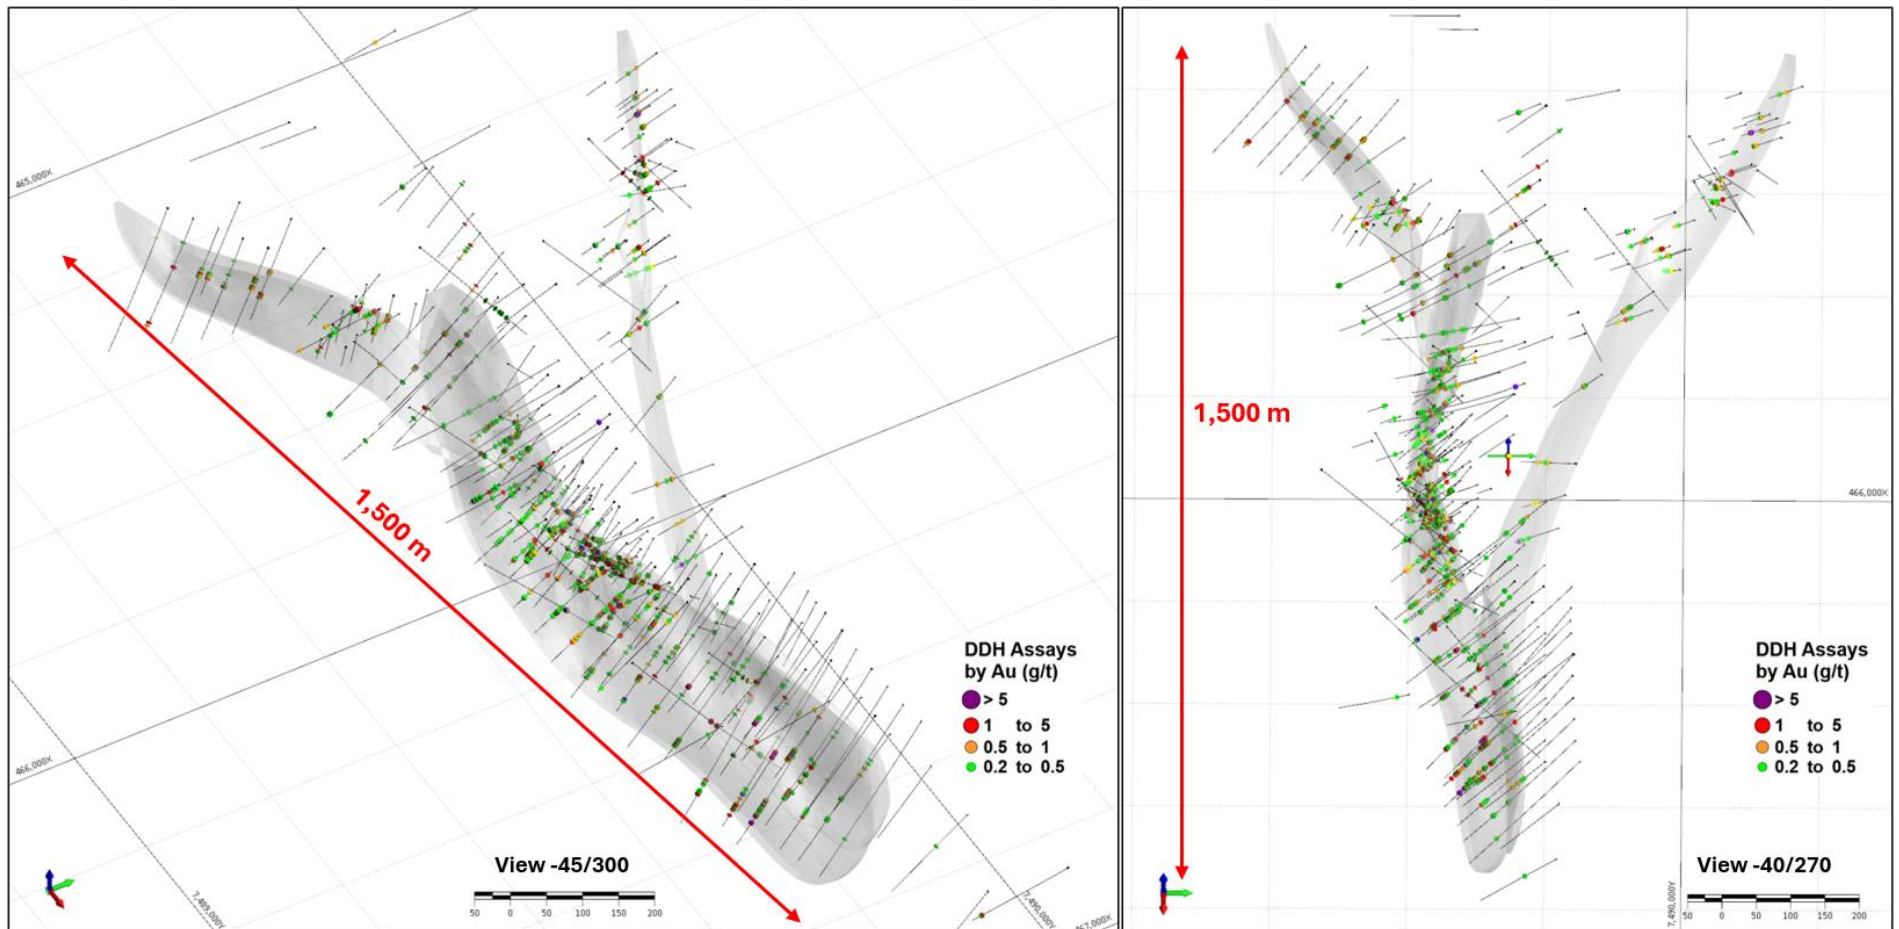 465,000X
1,500 m
DDH Assays
by Au (g/t)
> 5
1 to 5
0.5 to 1
0.2 to 0.5
466,000X
View -45/300
50 0 50 100 150 200
7,489,000Y
7,490,000Y
467,000X
1,500 m
466,000X
DDH Assays
by Au (g/t)
> 5
1 to 5
0.5 to 1
0.2 to 0.5
View -40/270
50 0 50 100 150 200
7,490,000Y